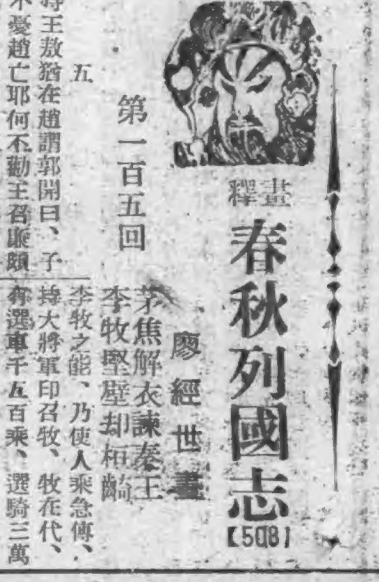 畫釋
春秋列國志
【508】
廖經世畫
第一百五回
茅焦解衣諫秦王
李牧堅壁却桓齮
五
時王敖猶在趙謂郭開曰、子
不憂趙亡耶何不勸王召廉頗
李牧之能、乃使人乘急傳、
持大將軍印召牧、牧在代、
有選車千五百乘、選騎三萬